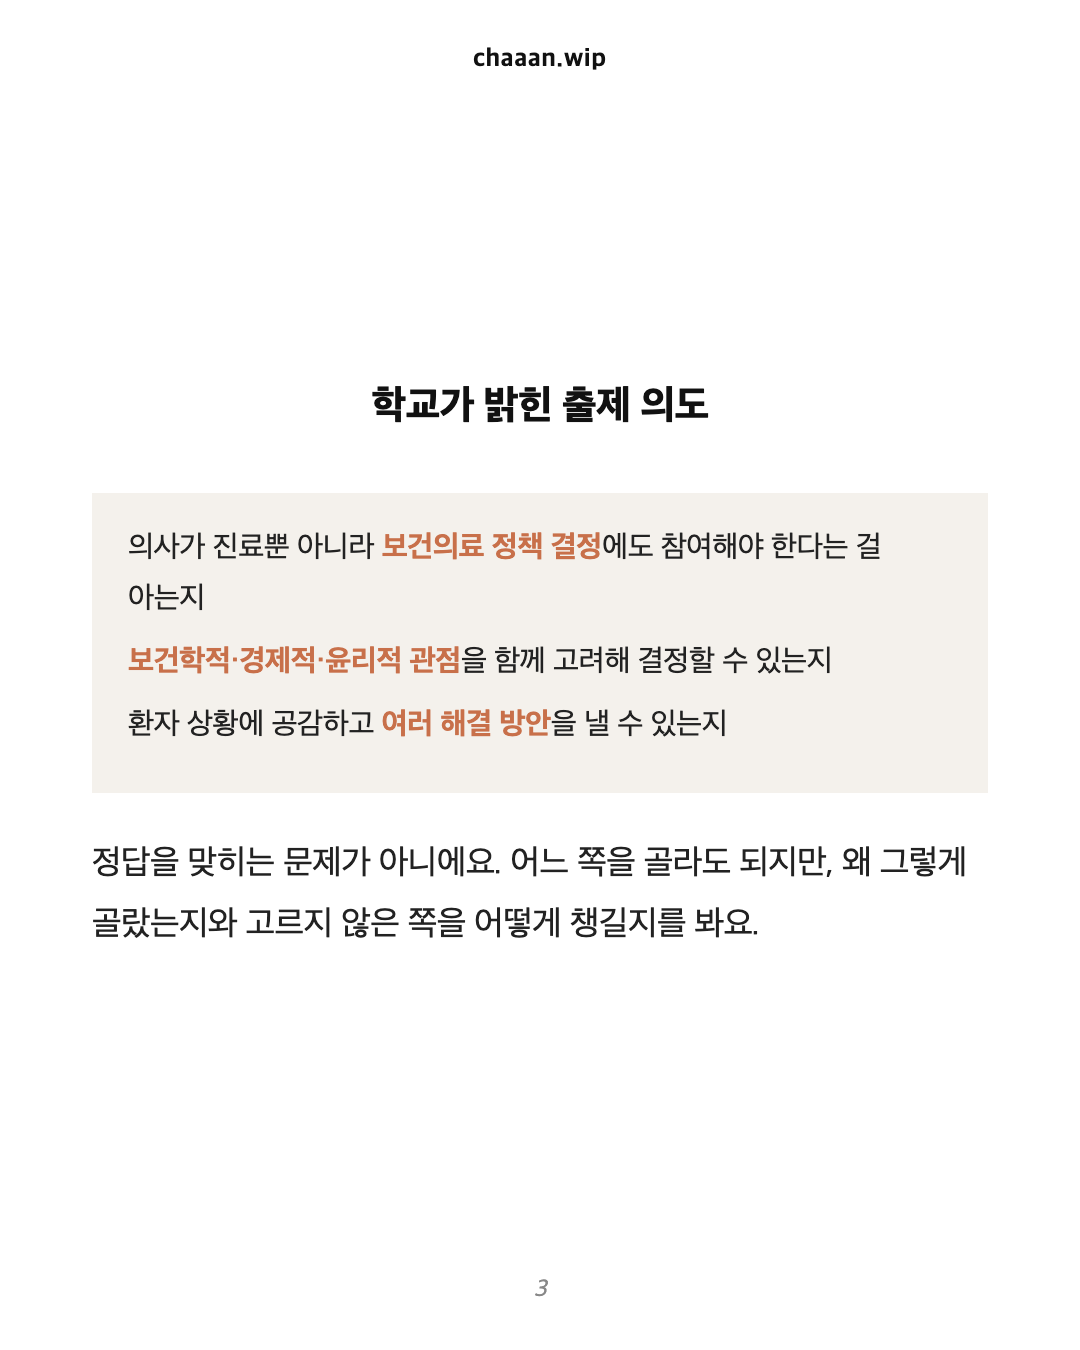 chaaan.wip
학교가 밝힌 출제 의도
의사가 진료뿐 아니라 보건의료 정책 결정에도 참여해야 한다는 걸
아는지
보건학적·경제적·윤리적 관점을 함께 고려해 결정할 수 있는지
환자 상황에 공감하고 여러 해결 방안을 낼 수 있는지
정답을 맞히는 문제가 아니에요. 어느 쪽을 골라도 되지만, 왜 그렇게
골랐는지와 고르지 않은 쪽을 어떻게 챙길지를 봐요.
3